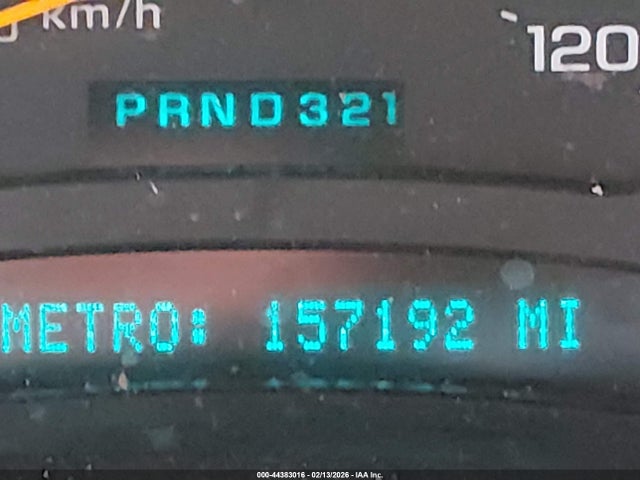 km/h
120
PRND321
METRO: 157192 MI
000-44383016 - 02/13/2026 - IAA Inc.